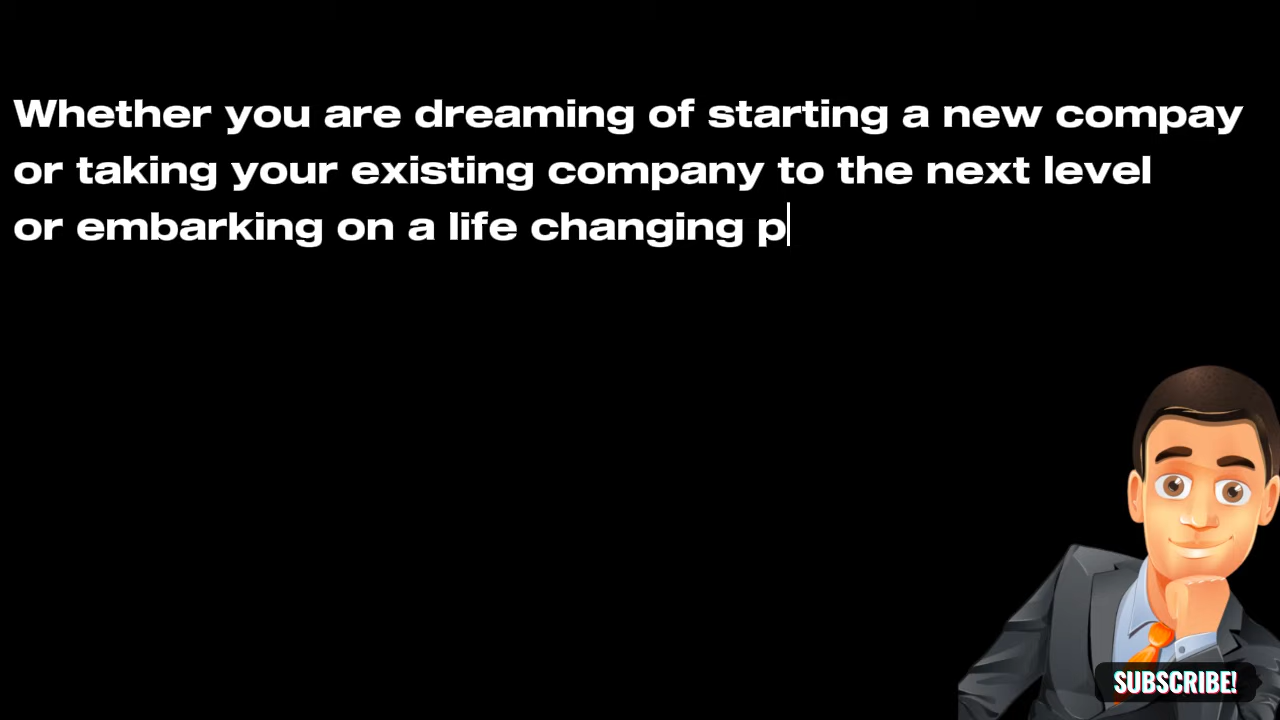 Whether you are dreaming of starting a new compay
or taking your existing company to the next level
or embarking on a life changing p
SUBSCRIBE!